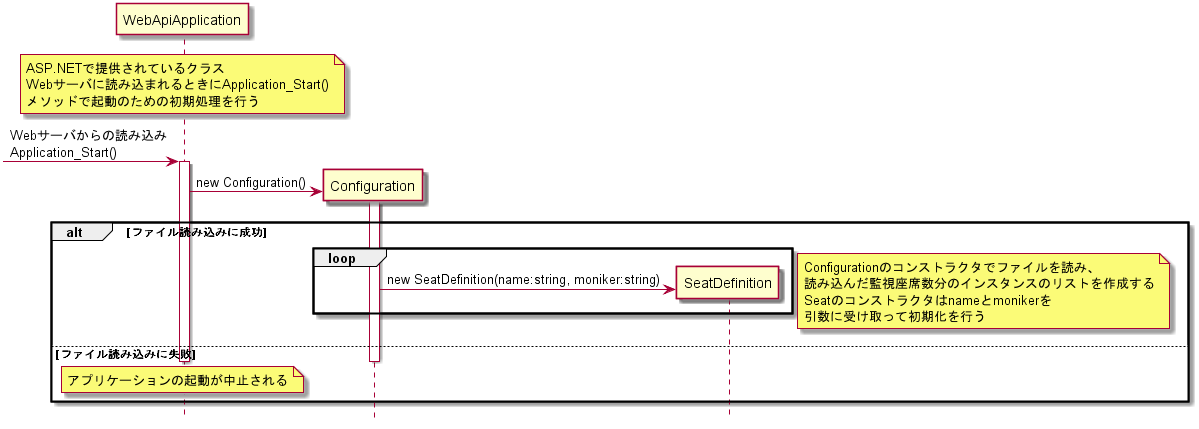 WebApiApplication
ASP.NETで提供されているクラス
Webサーバに読み込まれるときにApplication_Start()
メソッドで起動のための初期処理を行う
Webサーバからの読み込み
Application_Start()
new Configuration()
Configuration
alt
[ファイル読み込みに成功]
loop
new SeatDefinition(name:string, moniker:string)
SeatDefinition
Configurationのコンストラクタでファイルを読み、
読み込んだ監視座席数分のインスタンスのリストを作成する
Seatのコンストラクタはnameとmonikerを
引数に受け取って初期化を行う
[ファイル読み込みに失敗]
アプリケーションの起動が中止される